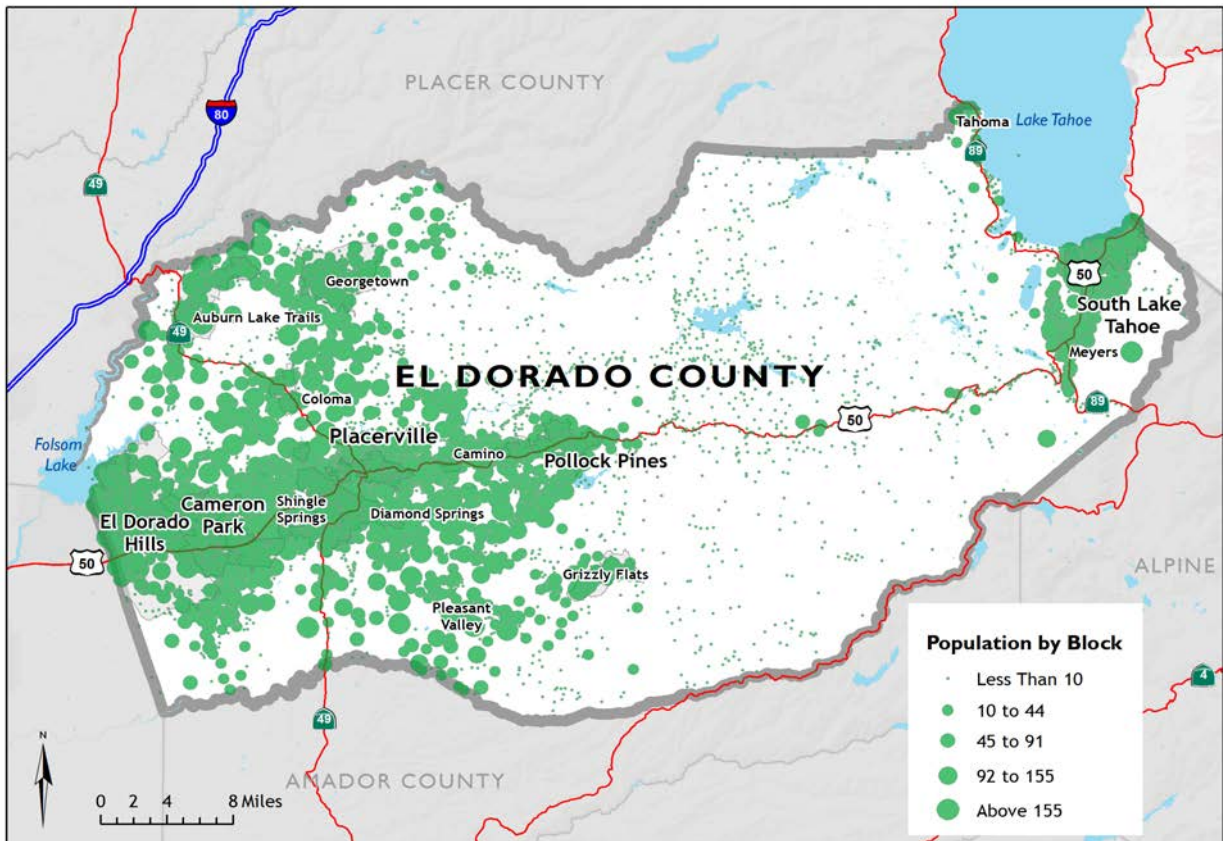 PLACER COUNTY
80
49
Tahoma
Lake Tahoe
89
Georgetown
Auburn Lake Trails
49
50
South Lake
Tahoe
Meyers
EL DORADO COUNTY
Coloma
89
50
Placerville
Folsom
Lake
Camino
Pollock Pines
Cameron
Park
Shingle
Springs
Diamond Springs
El Dorado
Hills
50
Grizzly Flats
ALPINE
Pleasant
Valley
Population by Block
Less Than 10
10 to 44
45 to 91
92 to 155
Above 155
4
49
N
AMADOR COUNTY
0 2 4 8 Miles